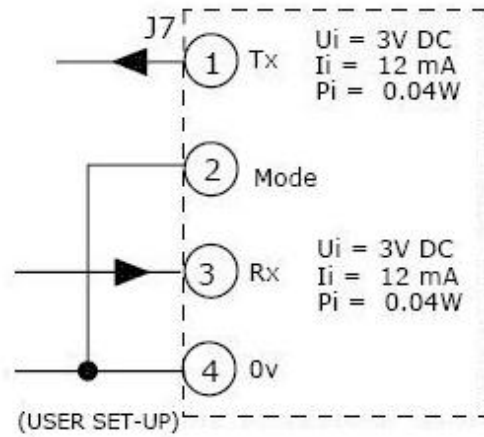 J7
1 Tx
Ui = 3V DC
Ii = 12 mA
Pi = 0.04W
2 Mode
3 Rx
Ui = 3V DC
Ii = 12 mA
Pi = 0.04W
4 0v
(USER SET-UP)